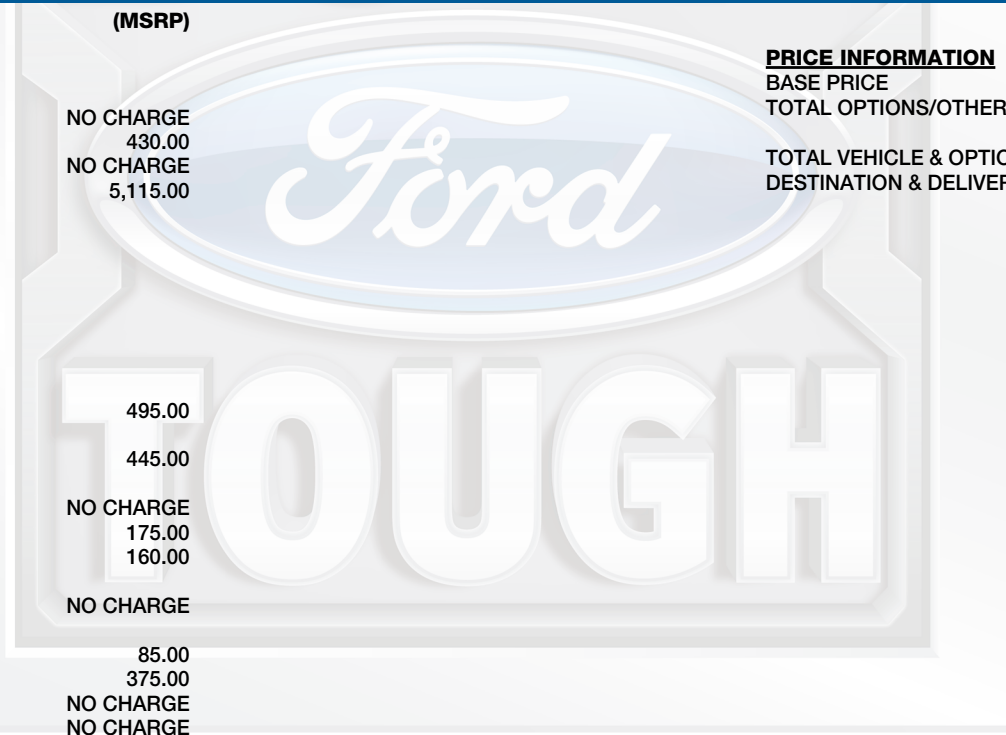 (MSRP)
NO CHARGE
430.00
NO CHARGE
5,115.00
495.00
445.00
NO CHARGE
175.00
160.00
NO CHARGE
85.00
375.00
NO CHARGE
NO CHARGE
PRICE INFORMATION
BASE PRICE
TOTAL OPTIONS/OTHER
TOTAL VEHICLE & OPTIO
DESTINATION & DELIVER
Ford
TOUGH